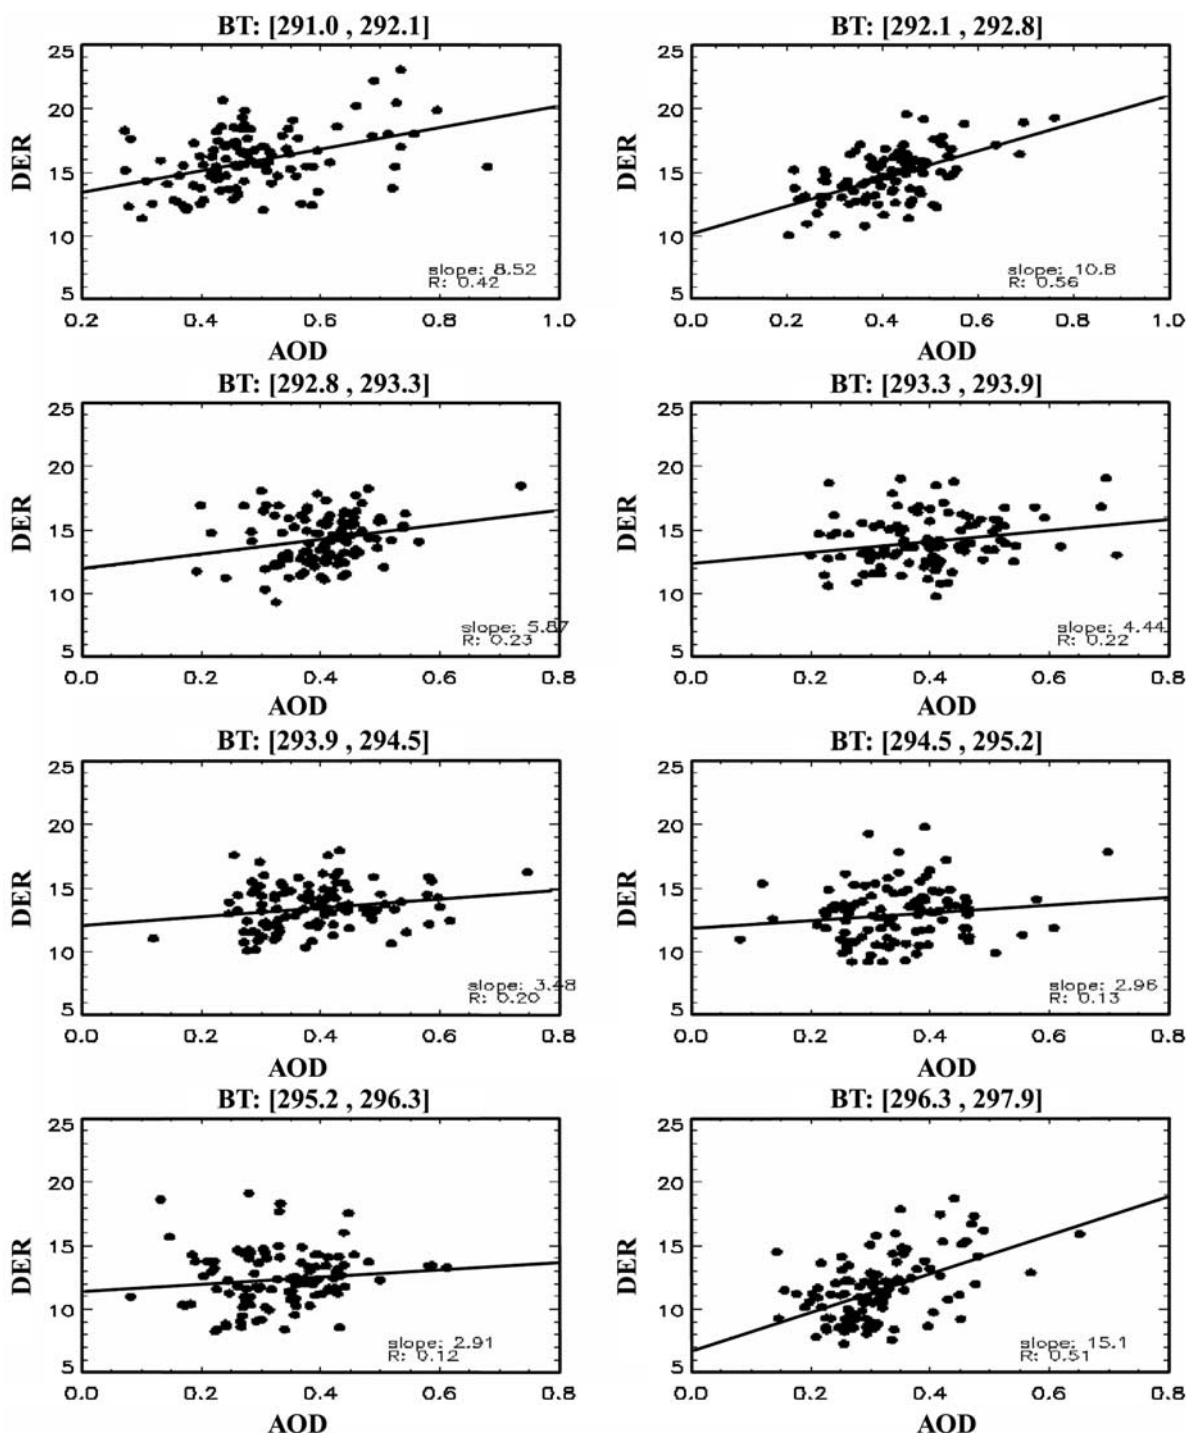 BT: [291.0 , 292.1]
25
20
15
10
5
DER
slope: 8.52
R: 0.42
0.2 0.4 0.6 0.8 1.0
AOD
BT: [292.1 , 292.8]
25
20
15
10
5
DER
slope: 10.8
R: 0.56
0.0 0.2 0.4 0.6 0.8 1.0
AOD
BT: [292.8 , 293.3]
25
20
15
10
5
DER
slope: 5.87
R: 0.23
0.0 0.2 0.4 0.6 0.8
AOD
BT: [293.3 , 293.9]
25
20
15
10
5
DER
slope: 4.44
R: 0.22
0.0 0.2 0.4 0.6 0.8
AOD
BT: [293.9 , 294.5]
25
20
15
10
5
DER
slope: 3.48
R: 0.20
0.0 0.2 0.4 0.6 0.8
AOD
BT: [294.5 , 295.2]
25
20
15
10
5
DER
slope: 2.96
R: 0.13
0.0 0.2 0.4 0.6 0.8
AOD
BT: [295.2 , 296.3]
25
20
15
10
5
DER
slope: 2.91
R: 0.12
0.0 0.2 0.4 0.6 0.8
AOD
BT: [296.3 , 297.9]
25
20
15
10
5
DER
slope: 15.1
R: 0.51
0.0 0.2 0.4 0.6 0.8
AOD